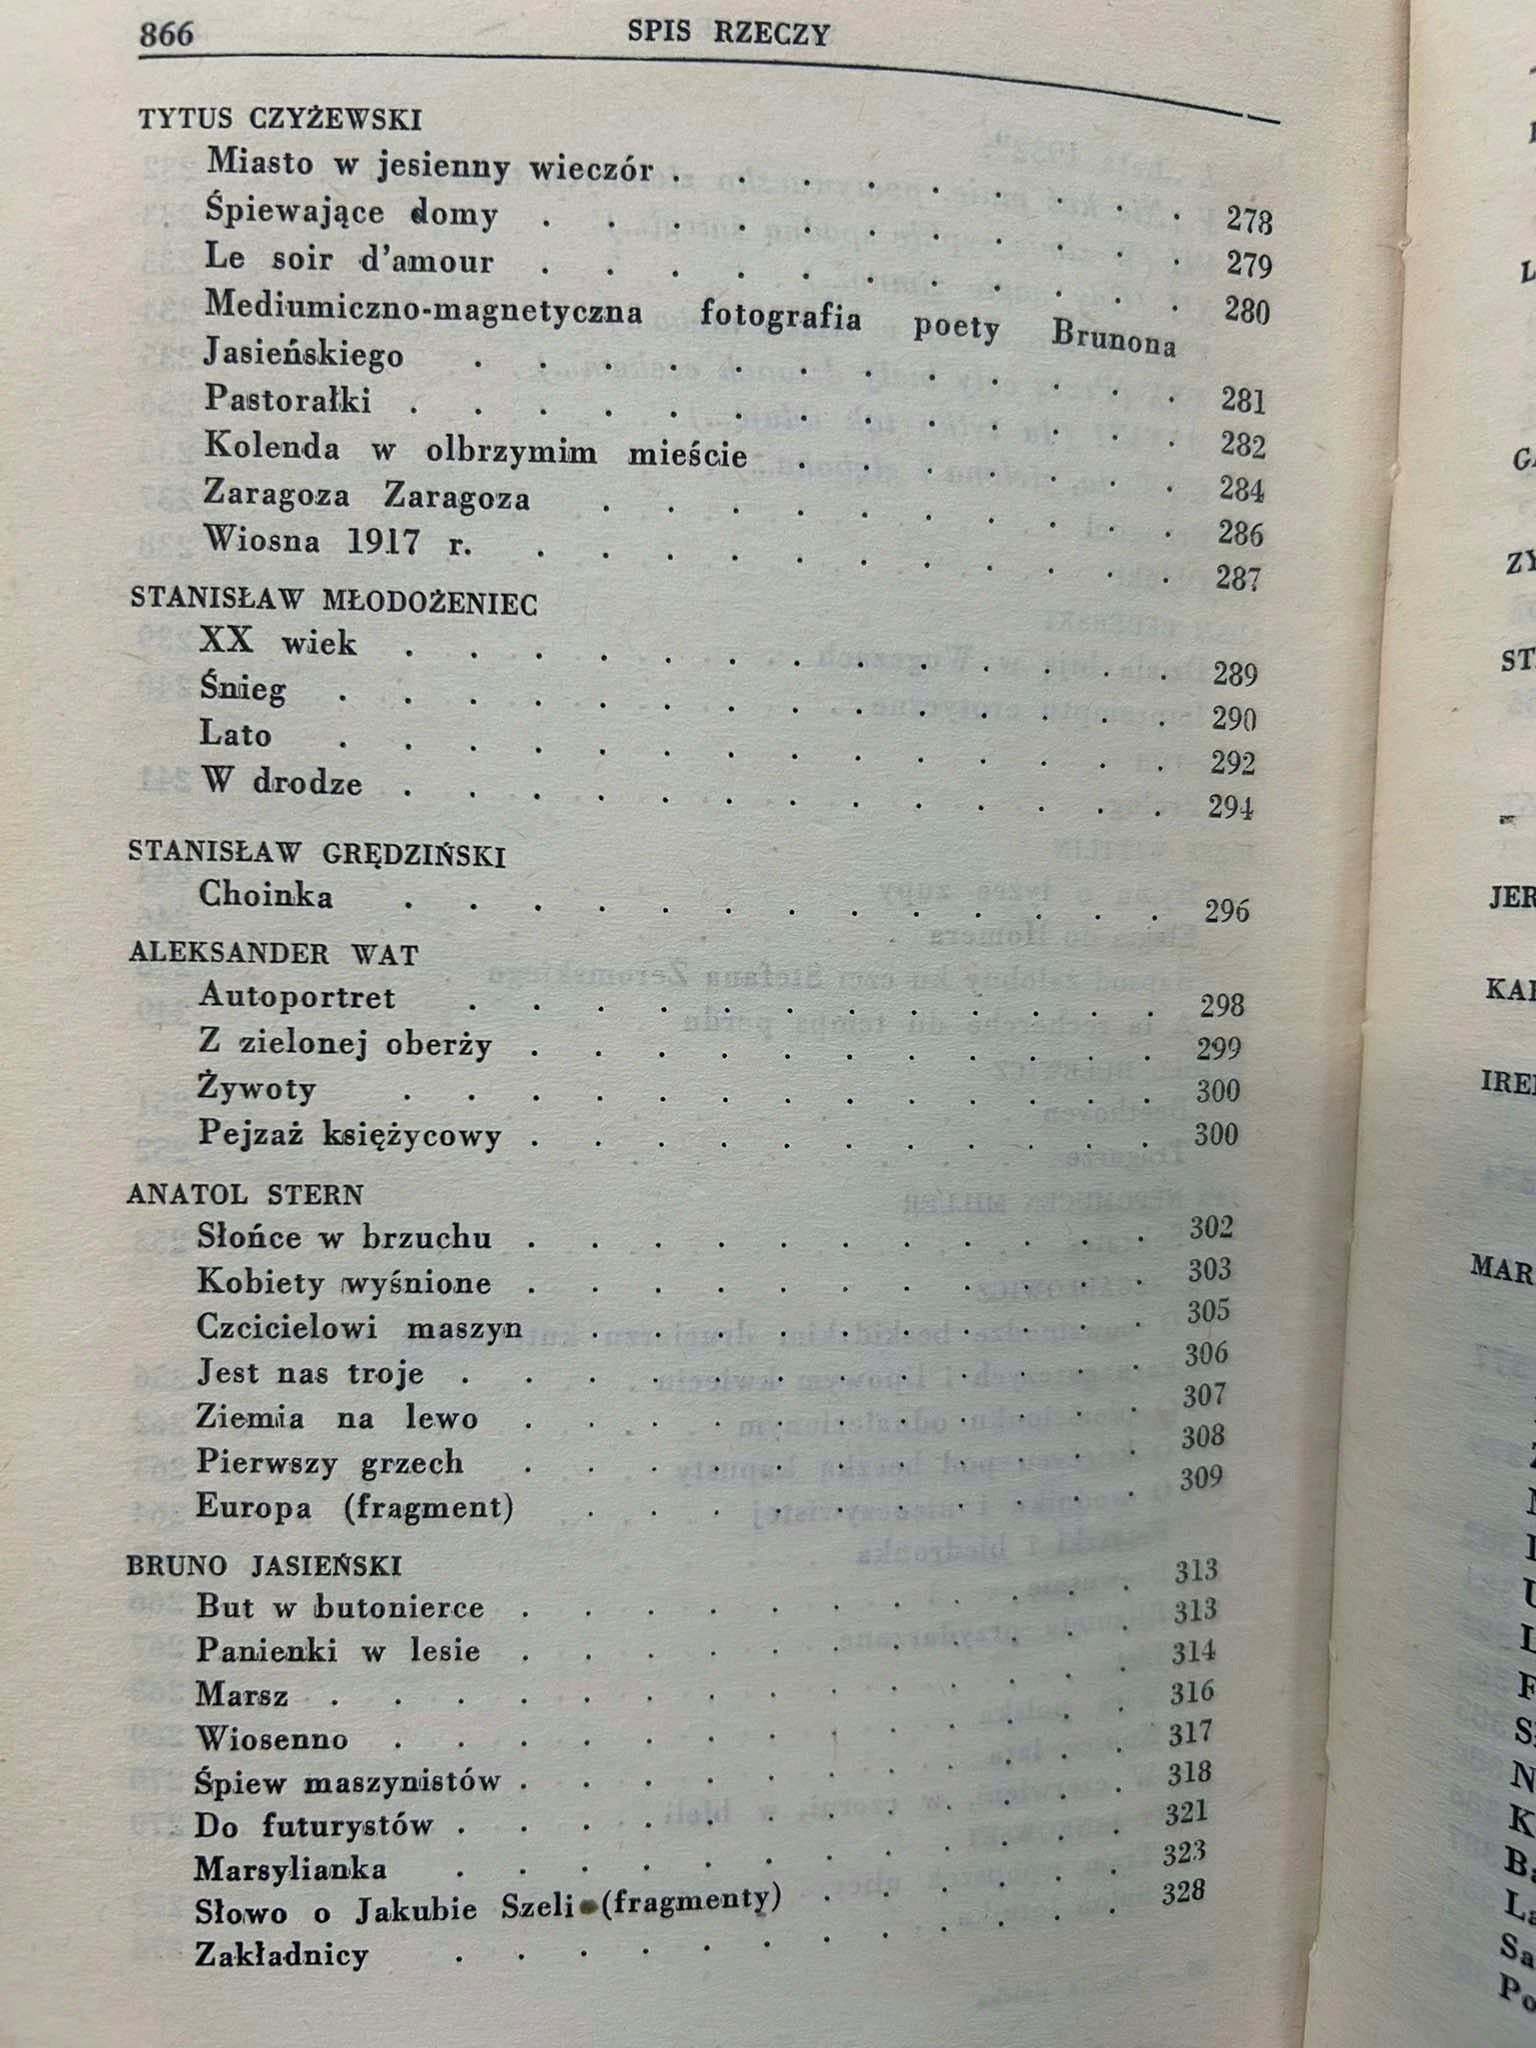 866 SPIS RZECZY
TYTUS CZYŻEWSKI
Miasto w jesienny wieczór . . . . . . . . . 278
Śpiewające domy . . . . . . . . . . . 279
Le soir d'amour . . . . . . . . . . . 280
Mediumiczno-magnetyczna fotografia poety Brunona
Jasieńskiego . . . . . . . . . . . . 281
Pastorałki . . . . . . . . . . . . . 282
Kolenda w olbrzymim mieście . . . . . . . 284
Zaragoza Zaragoza . . . . . . . . . . 286
Wiosna 1917 r. . . . . . . . . . . . 287
STANISŁAW MŁODOŻENIEC
XX wiek . . . . . . . . . . . . . 289
Śnieg . . . . . . . . . . . . . . 290
Lato . . . . . . . . . . . . . . 292
W drodze . . . . . . . . . . . . . 294
STANISŁAW GRĘDZIŃSKI
Choinka . . . . . . . . . . . . . 296
ALEKSANDER WAT
Autoportret . . . . . . . . . . . . 298
Z zielonej oberży . . . . . . . . . . . 299
Żywoty . . . . . . . . . . . . . 300
Pejzaż księżycowy . . . . . . . . . . . 300
ANATOL STERN
Słońce w brzuchu . . . . . . . . . . . 302
Kobiety wyśnione . . . . . . . . . . . 303
Czcicielowi maszyn . . . . . . . . . . 305
Jest nas troje . . . . . . . . . . . . 306
Ziemia na lewo . . . . . . . . . . . 307
Pierwszy grzech . . . . . . . . . . . 308
Europa (fragment) . . . . . . . . . . 309
BRUNO JASIEŃSKI
But w butonierce . . . . . . . . . . . 313
Panienki w lesie . . . . . . . . . . . 313
Marsz . . . . . . . . . . . . . . 314
Wiosenno . . . . . . . . . . . . . 316
Śpiew maszynistów . . . . . . . . . . . 317
Do futurystów . . . . . . . . . . . . 318
Marsylianka . . . . . . . . . . . . 321
Słowo o Jakubie Szeli (fragmenty) . . . . . . 323
Zakładnicy . . . . . . . . . . . . 328